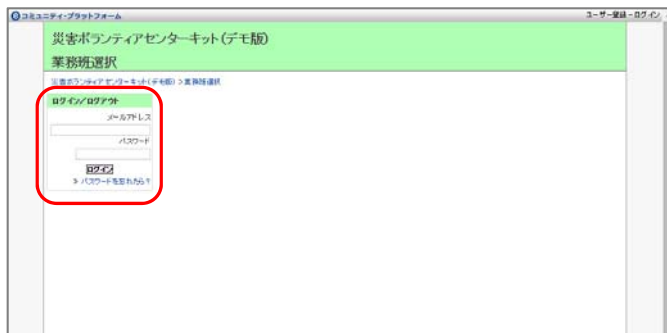 コミュニティ・プラットフォーム
ユーザー登録 - ログイン
災害ボランティアセンターキット(デモ版)
業務班選択
災害ボランティアセンターキット(デモ版) > 業務班選択
ログイン/ログアウト
メールアドレス
パスワード
ログイン
> パスワードを忘れたら?